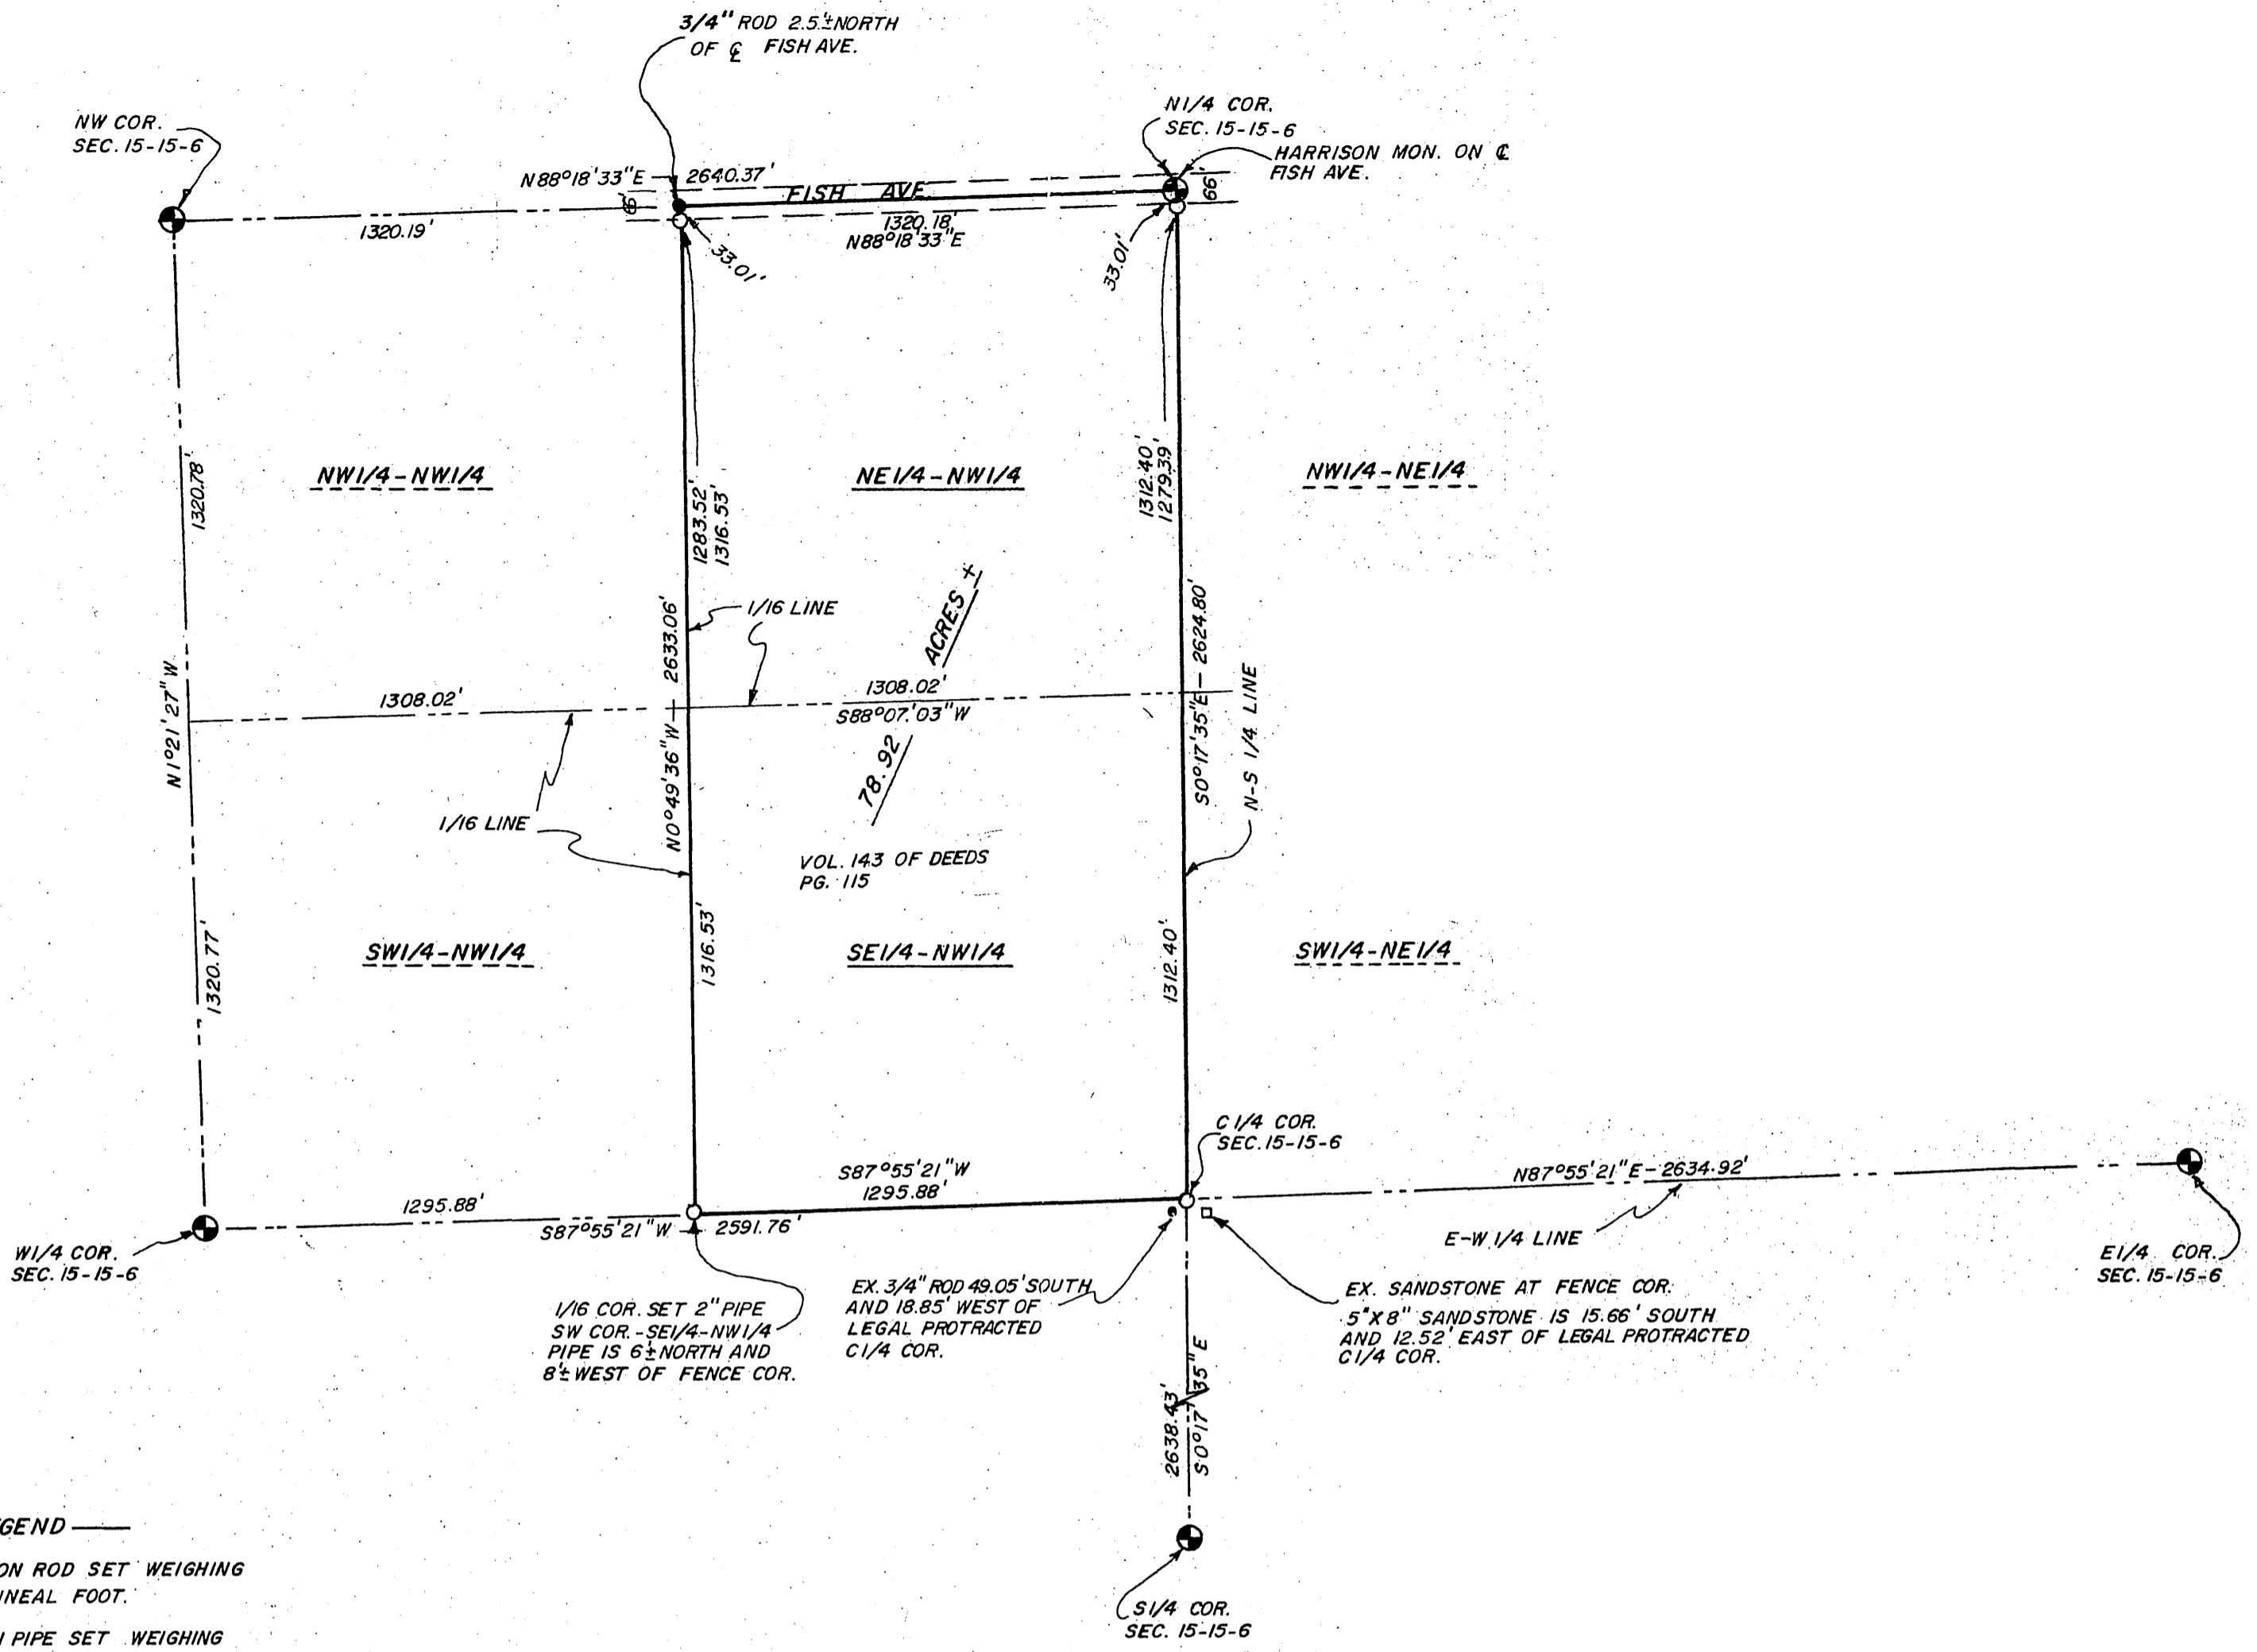 3/4" ROD 2.5'± NORTH
OF ℄ FISH AVE.
NW COR.
SEC. 15-15-6
N1/4 COR.
SEC. 15-15-6
HARRISON MON. ON ℄
FISH AVE.
N88°18'33"E
2640.37'
FISH AVE.
66'
1320.19'
1320.18'
N88°18'33"E
33.01'
33.01'
1320.78'
NW1/4-NW1/4
NE1/4-NW1/4
NW1/4-NE1/4
1283.52'
1316.53'
1312.40'
1279.39'
1/16 LINE
N1°21'27"W
N0°49'36"W — 2633.06'
S0°17'35"E — 2624.80'
N-S 1/4 LINE
1308.02'
1308.02'
S88°07'03"W
78.92 ACRES ±
1/16 LINE
VOL. 143 OF DEEDS
PG. 115
1320.77'
1316.53'
1312.40'
SW1/4-NW1/4
SE1/4-NW1/4
SW1/4-NE1/4
C1/4 COR.
SEC. 15-15-6
S87°55'21"W
1295.88'
1295.88'
S87°55'21"W
2591.76'
N87°55'21"E-2634.92'
E-W 1/4 LINE
W1/4 COR.
SEC. 15-15-6
E1/4 COR.
SEC. 15-15-6
1/16 COR. SET 2" PIPE
SW COR.-SE1/4-NW1/4
PIPE IS 6'± NORTH AND
8'± WEST OF FENCE COR.
EX. 3/4" ROD 49.05' SOUTH
AND 18.85' WEST OF
LEGAL PROTRACTED
C1/4 COR.
EX. SANDSTONE AT FENCE COR.
5"X8" SANDSTONE IS 15.66' SOUTH
AND 12.52' EAST OF LEGAL PROTRACTED
C1/4 COR.
2638.43'
S0°17'35"E
S1/4 COR.
SEC. 15-15-6
GEND
ON ROD SET WEIGHING
INEAL FOOT.
PIPE SET WEIGHING